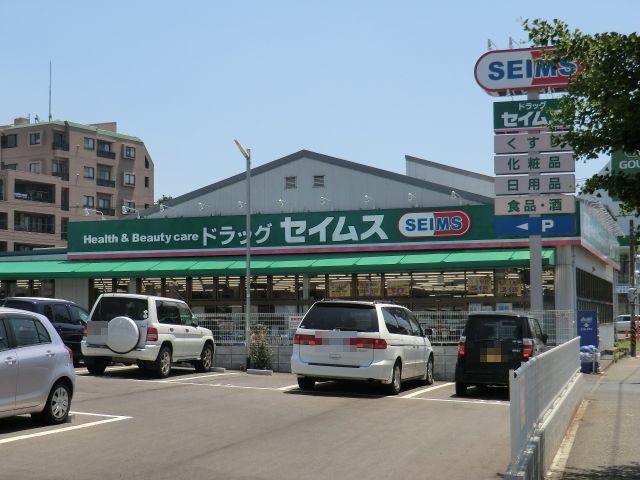 SEIMS
ドラッグ
セイムス
くすり
化粧品
日用品
食品・酒
P
Health & Beauty care ドラッグ セイムス SEIMS